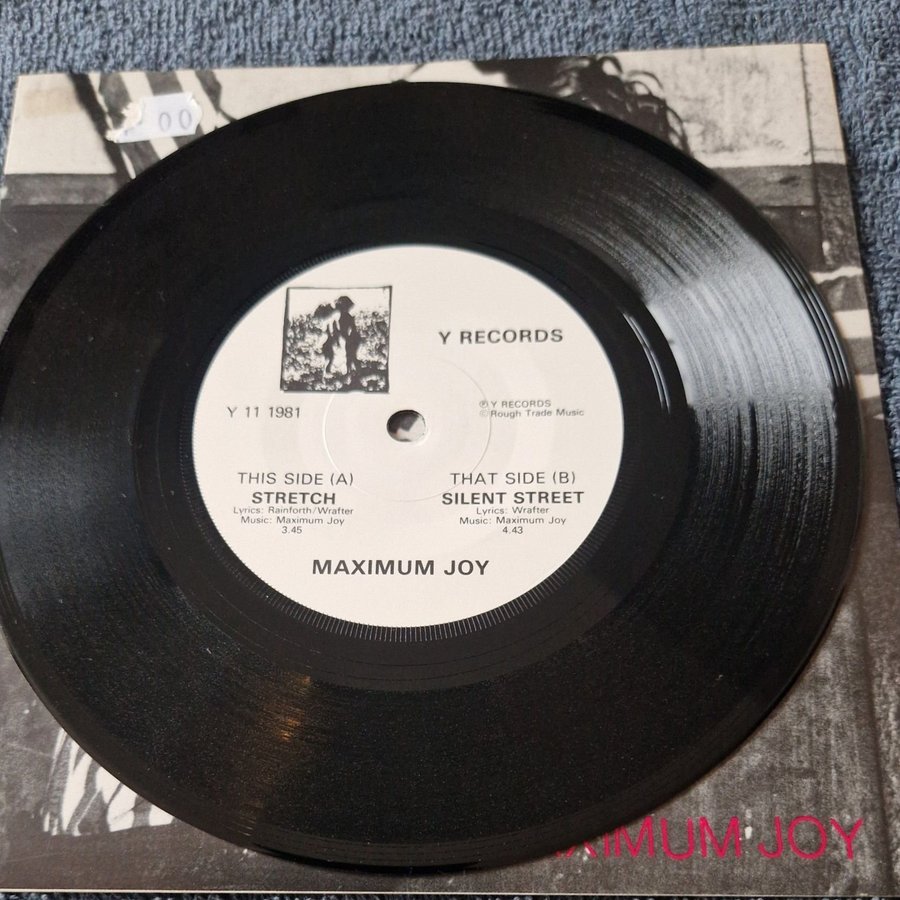 00
Y RECORDS
Y 11 1981
Ⓟ Y RECORDS
© Rough Trade Music
THIS SIDE (A)
STRETCH
Lyrics: Rainforth/Wrafter
Music: Maximum Joy
3.45
THAT SIDE (B)
SILENT STREET
Lyrics: Wrafter
Music: Maximum Joy
4.43
MAXIMUM JOY
XIMUM JOY